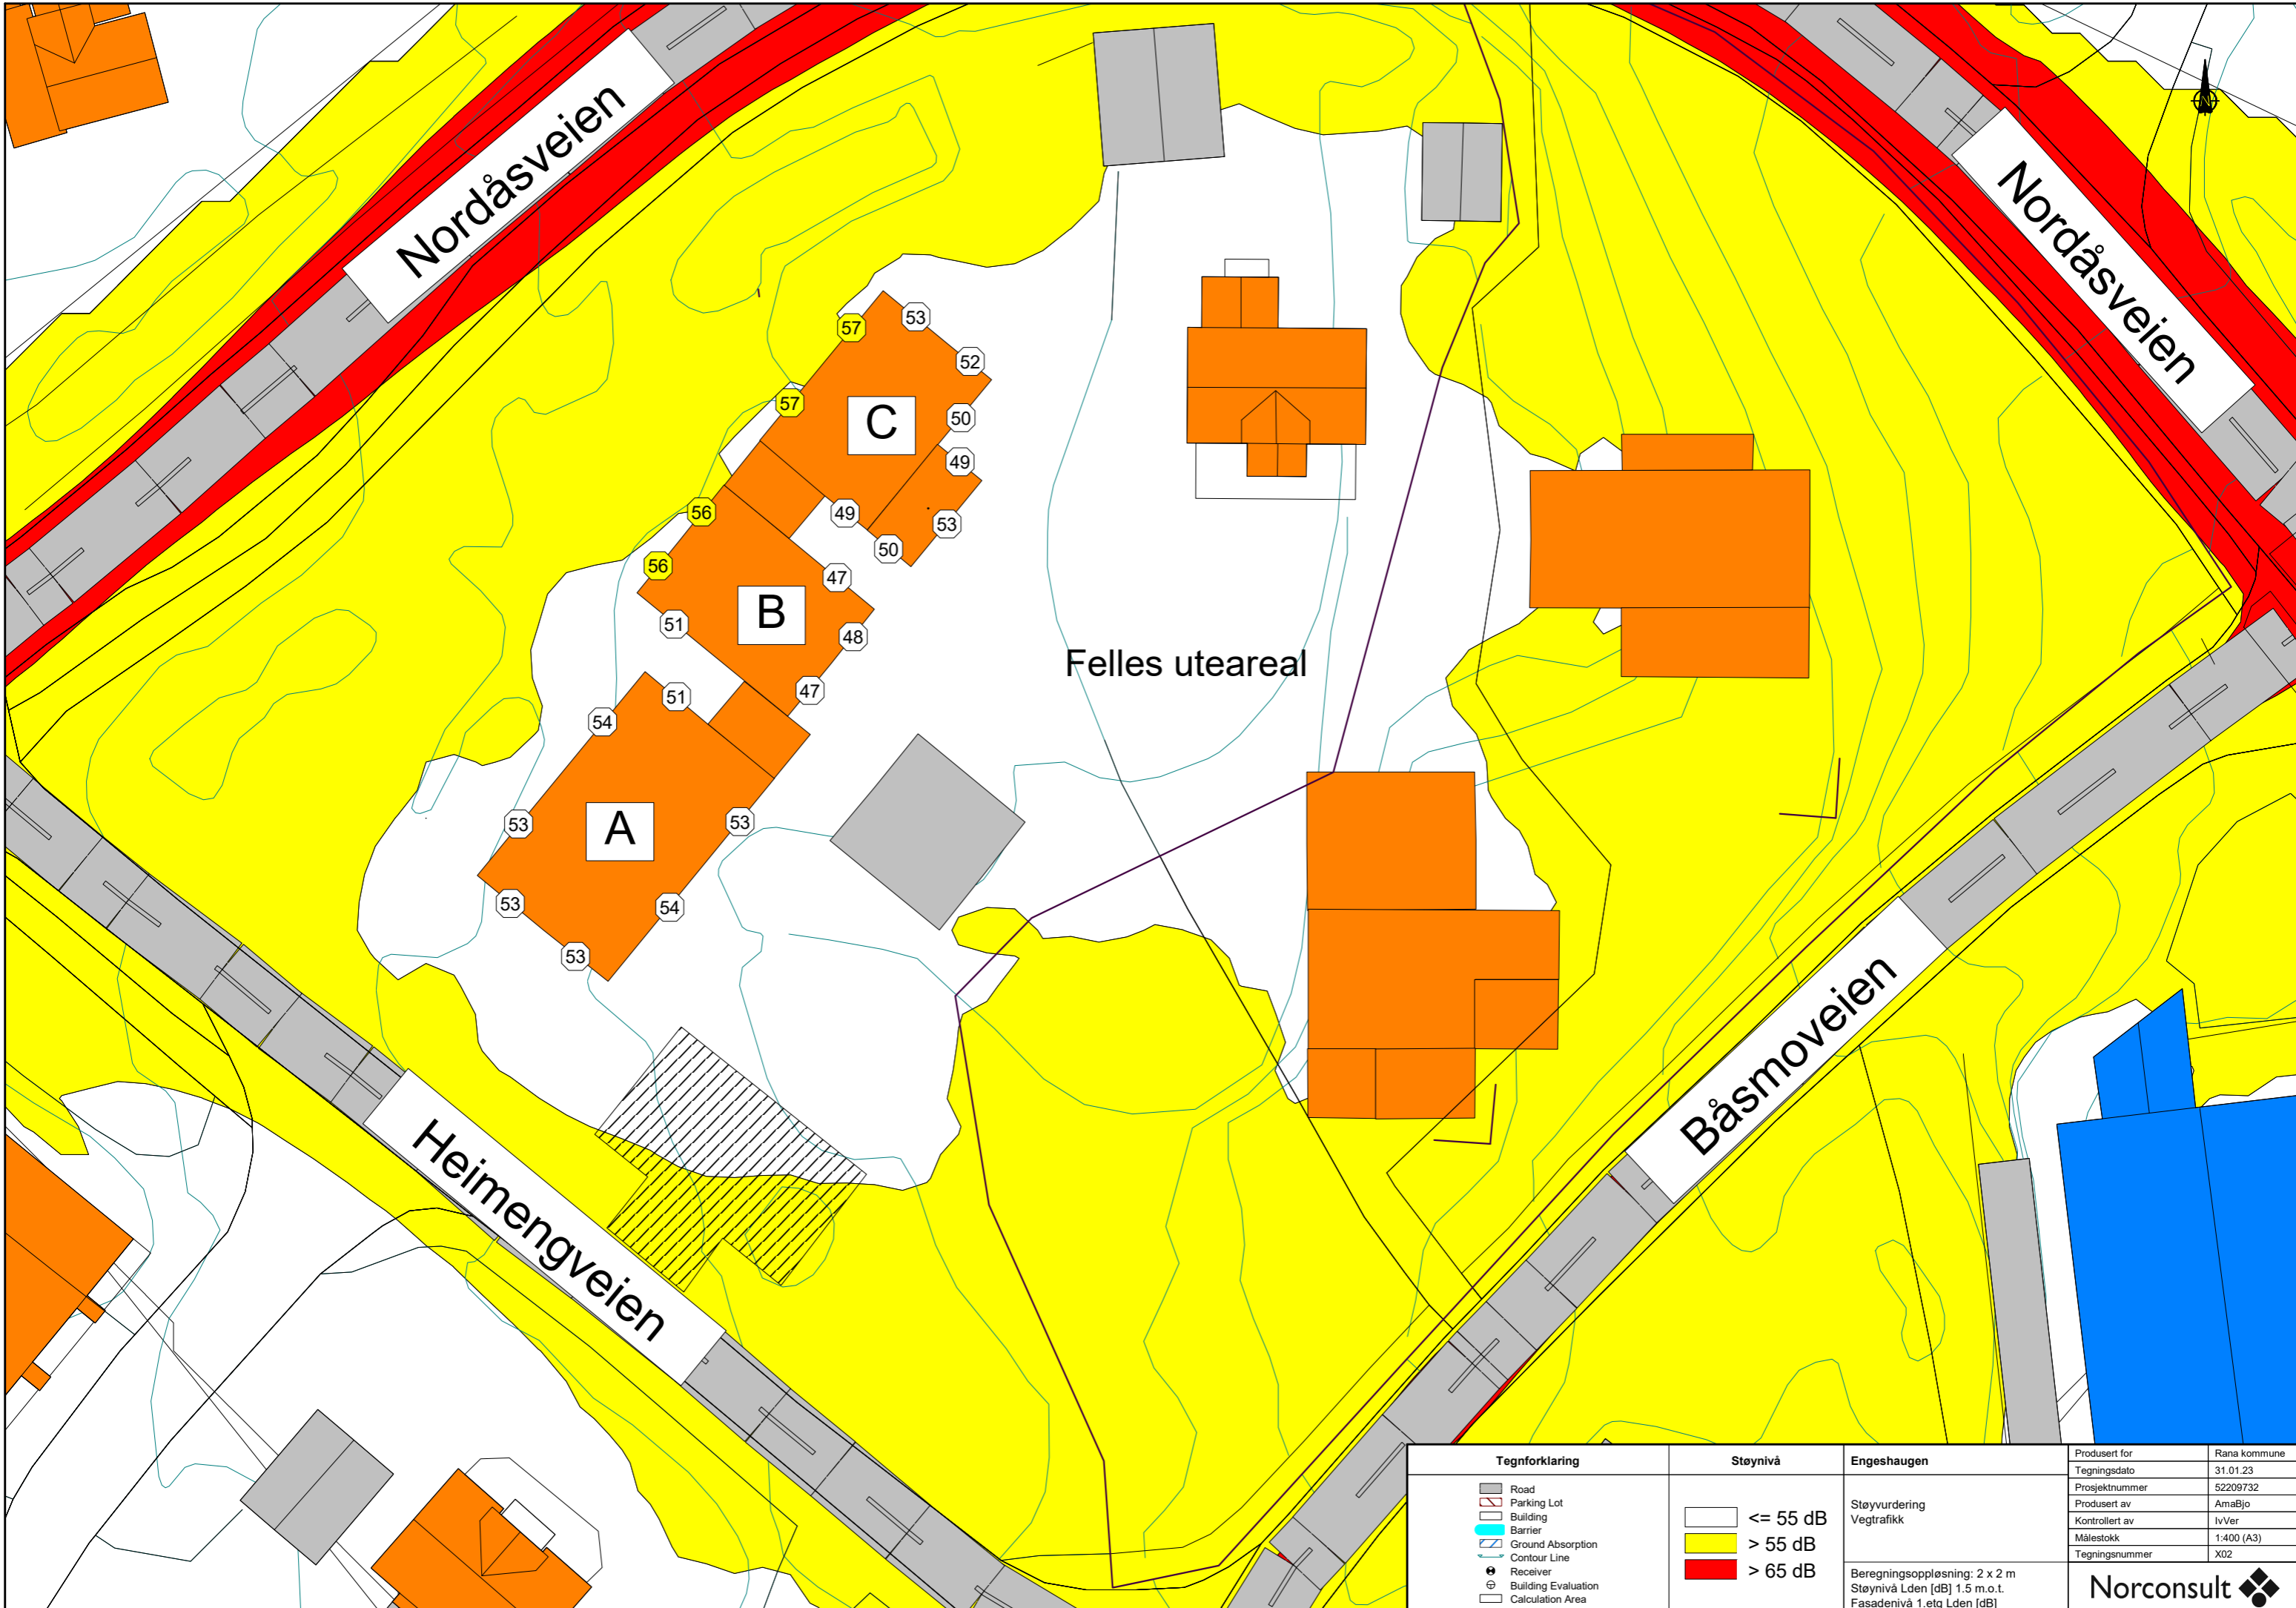 Nordåsveien
Nordåsveien
N
57
53
52
57
C
50
49
56
49
53
50
56
47
B
51
48
Felles uteareal
51
47
54
53
A
53
53
54
53
Heimengveien
Båsmoveien
Tegnforklaring
Road
Parking Lot
Building
Barrier
Ground Absorption
Contour Line
Receiver
Building Evaluation
Calculation Area
Støynivå
<= 55 dB
> 55 dB
> 65 dB
Engeshaugen
Støyvurdering
Vegtrafikk
Beregningsoppløsning: 2 x 2 m
Støynivå Lden [dB] 1.5 m.o.t.
Fasadenivå 1.etg Lden [dB]
Produsert for Rana kommune
Tegningsdato 31.01.23
Prosjektnummer 52209732
Produsert av AmaBjo
Kontrollert av IvVer
Målestokk 1:400 (A3)
Tegningsnummer X02
Norconsult